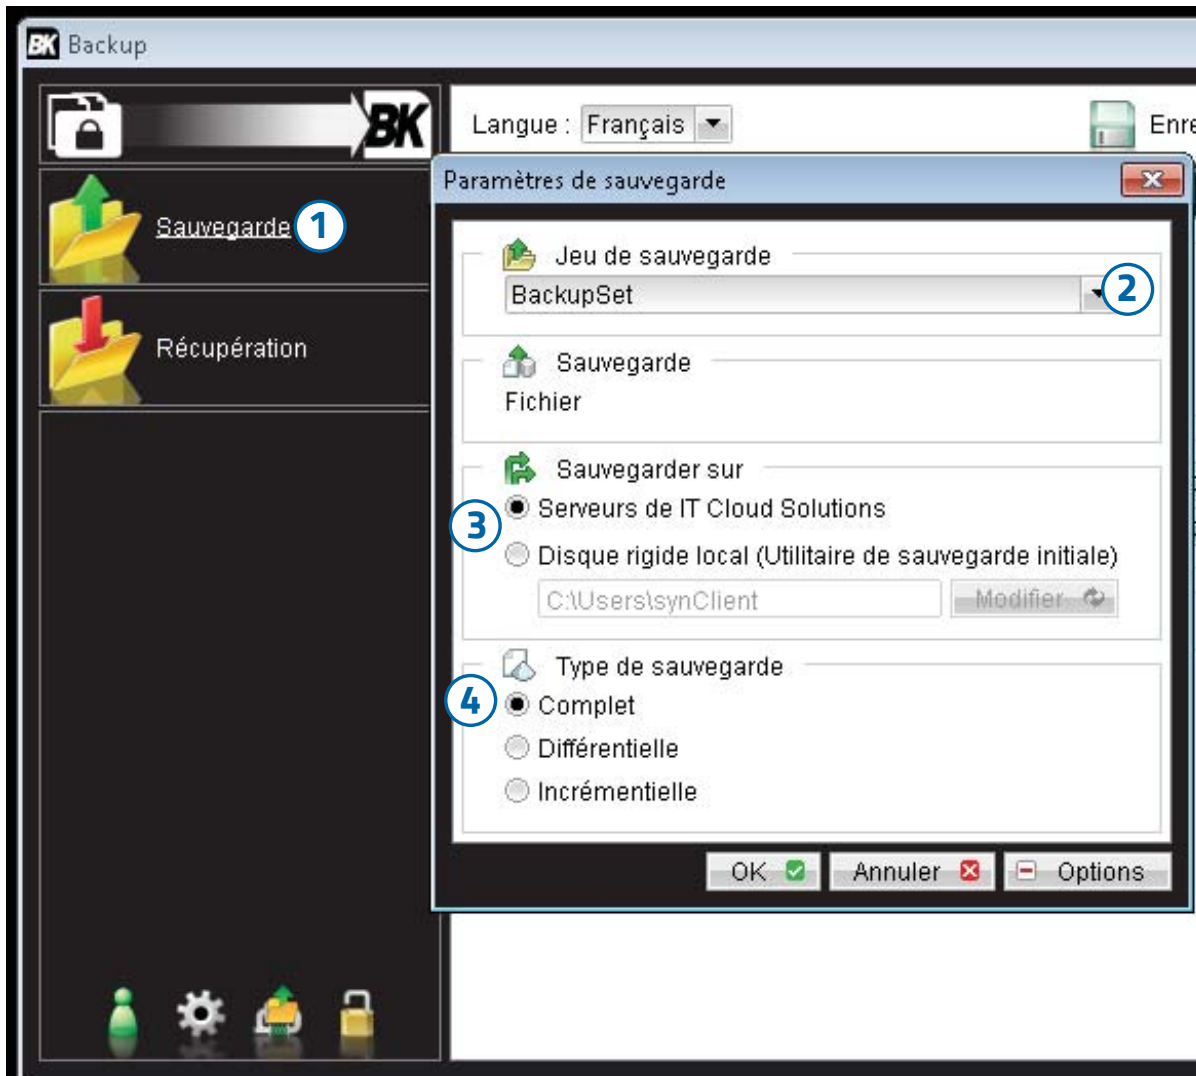 BK Backup
BK
Langue : Français
Enre
Paramètres de sauvegarde
Sauvegarde 1
Jeu de sauvegarde
BackupSet 2
Récupération
Sauvegarde
Fichier
Sauvegarder sur
3 Serveurs de IT Cloud Solutions
Disque rigide local (Utilitaire de sauvegarde initiale)
C:\Users\synClient Modifier
Type de sauvegarde
4 Complet
Différentielle
Incrémentielle
OK Annuler Options